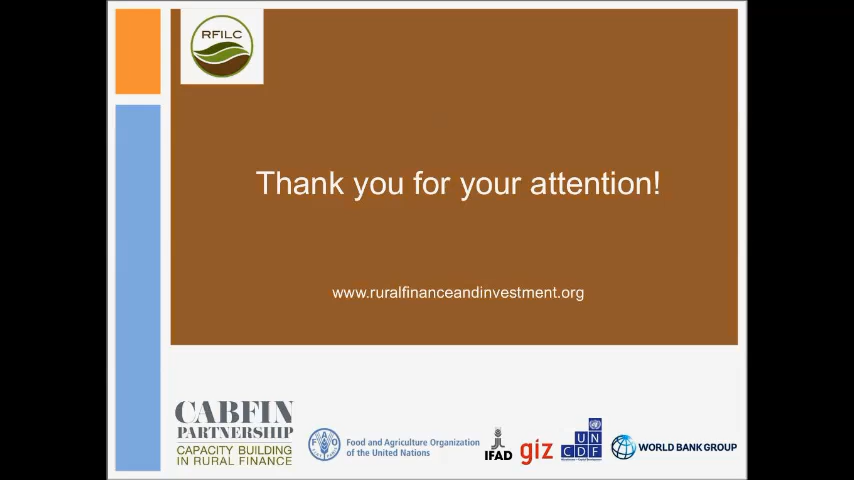 RFILC
Thank you for your attention!
www.ruralfinanceandinvestment.org
CABFIN
PARTNERSHIP
CAPACITY BUILDING
IN RURAL FINANCE
FAO
Food and Agriculture Organization
of the United Nations
IFAD
giz
UN
CDF
WORLD BANK GROUP